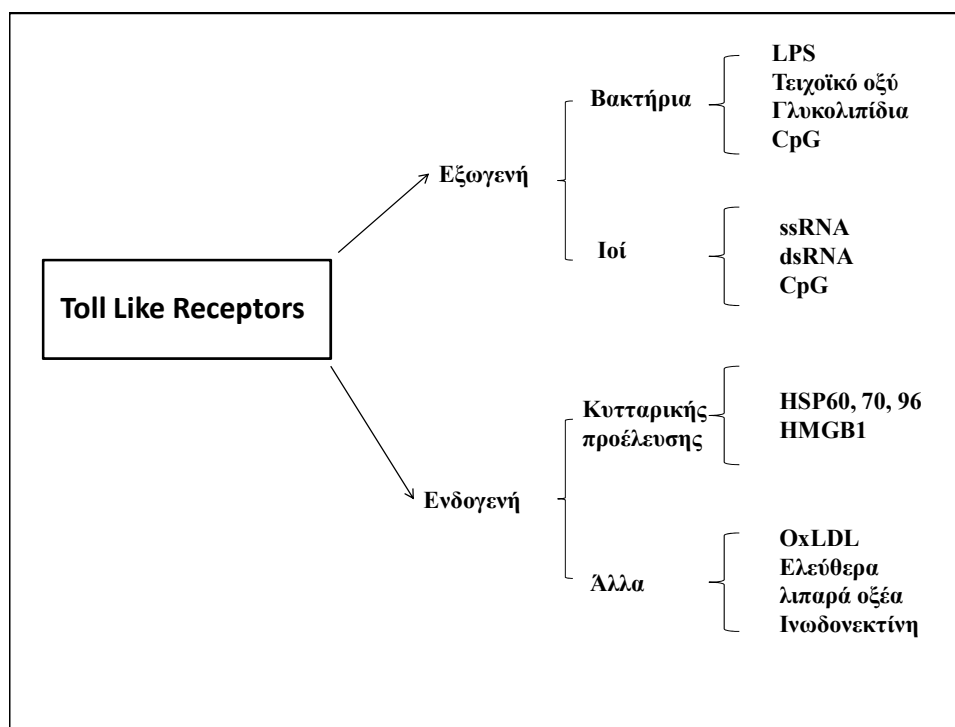 Toll Like Receptors
Εξωγενή
Βακτήρια
LPS
Τειχοϊκό οξύ
Γλυκολιπίδια
CpG
Ιοί
ssRNA
dsRNA
CpG
Ενδογενή
Κυτταρικής
προέλευσης
HSP60, 70, 96
HMGB1
Άλλα
OxLDL
Ελεύθερα
λιπαρά οξέα
Ινωδονεκτίνη